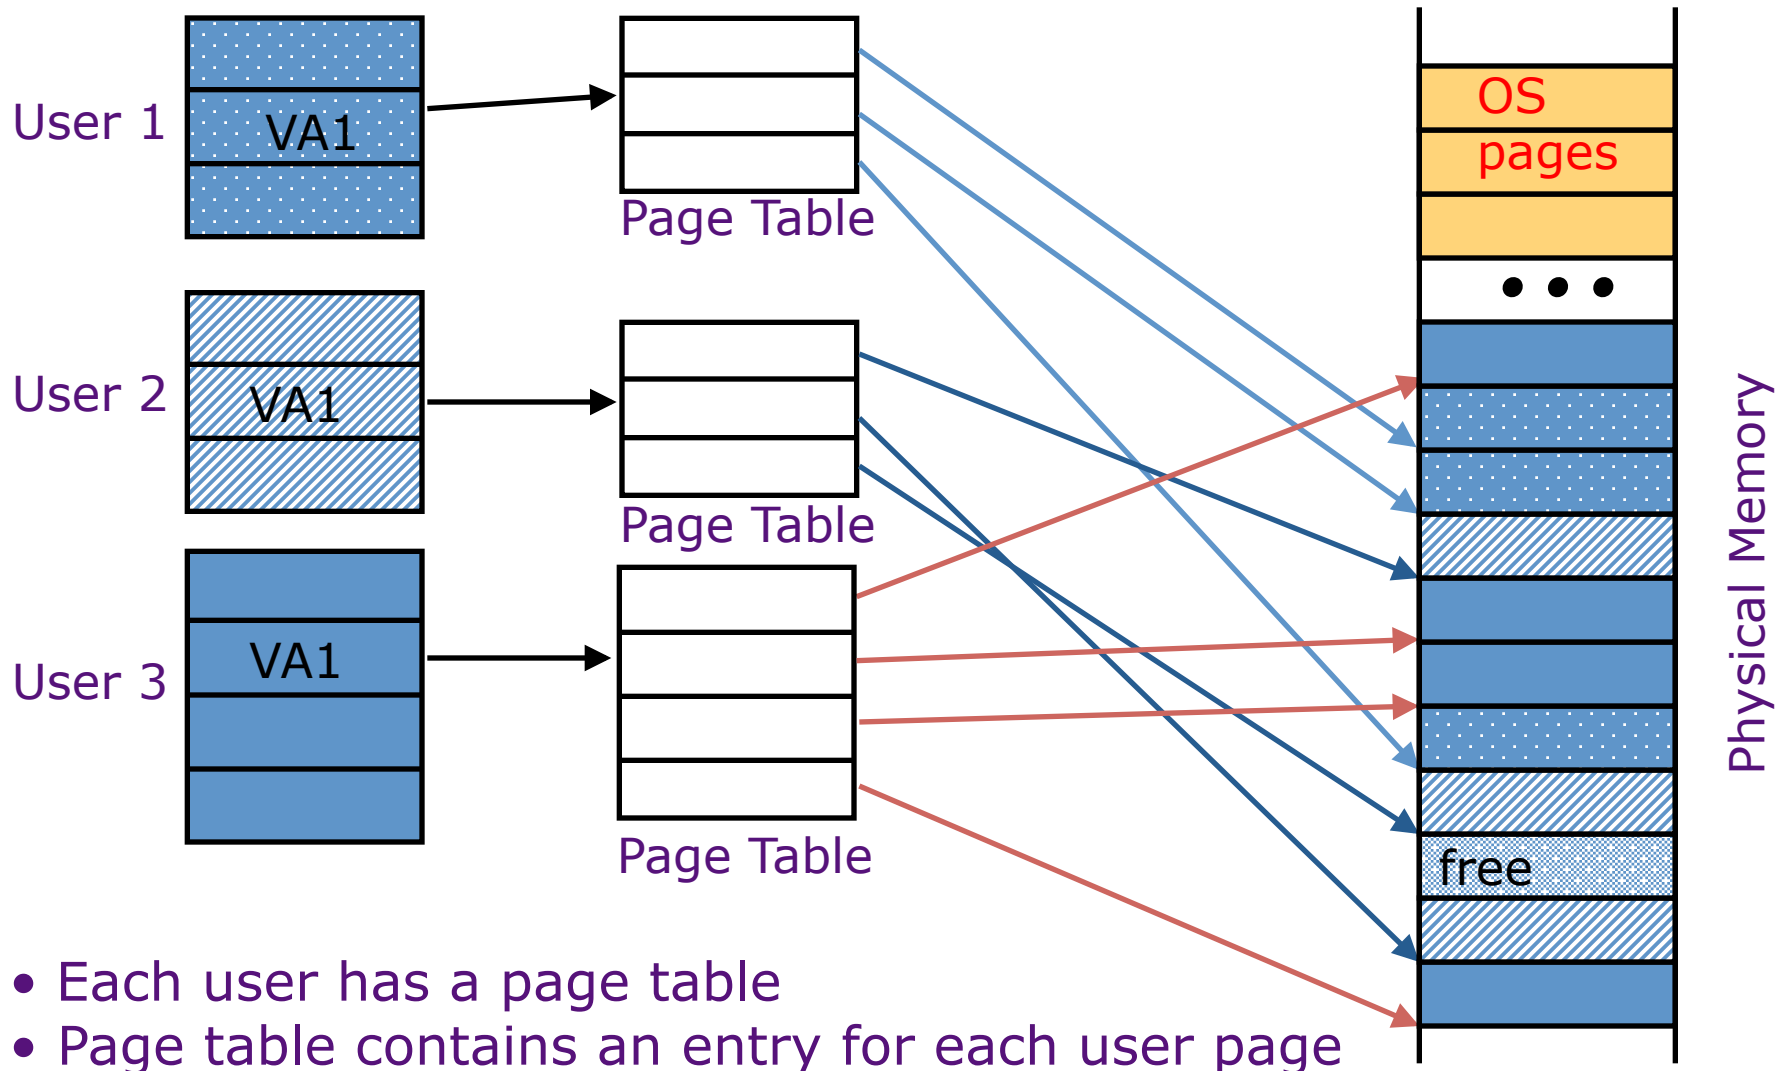 User 1
VA1
Page Table
User 2
VA1
Page Table
User 3
VA1
Page Table
OS
pages
• • •
free
Physical Memory
• Each user has a page table
• Page table contains an entry for each user page